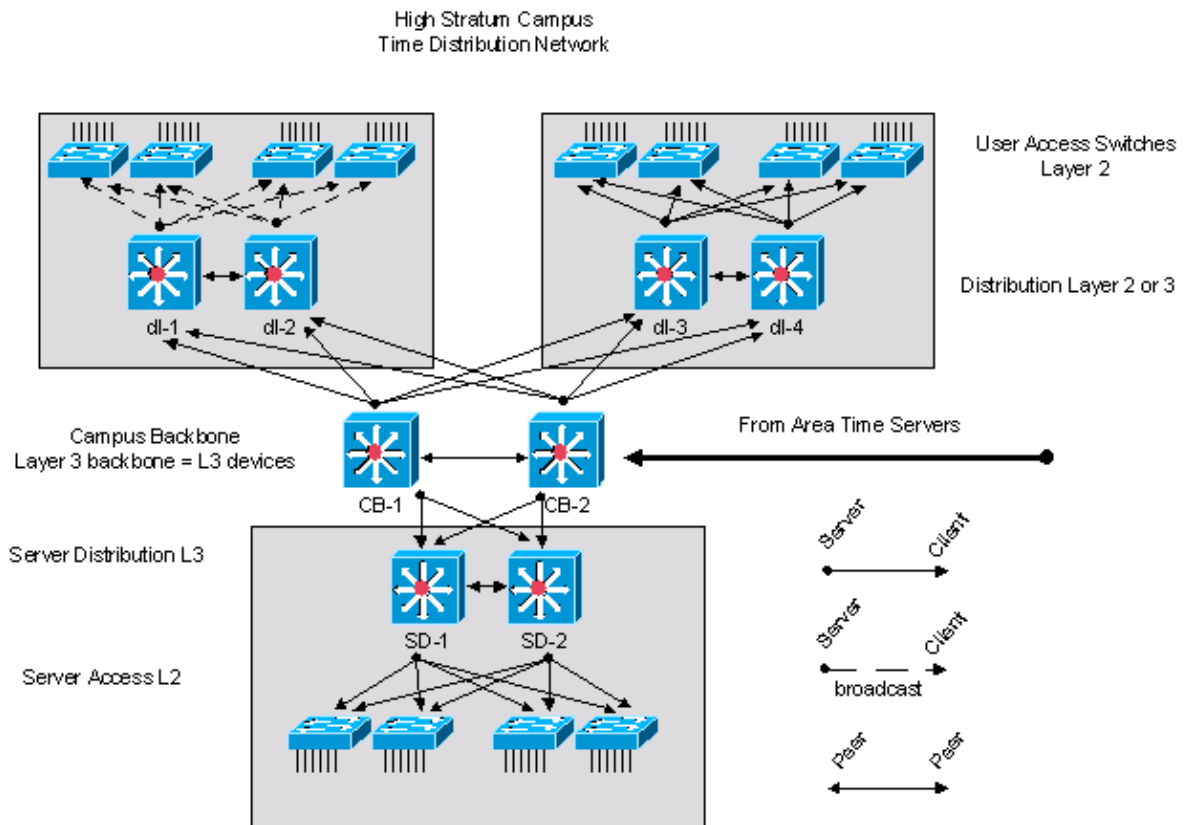 High Stratum Campus
Time Distribution Network
User Access Switches
Layer 2
Distribution Layer 2 or 3
dl-1
dl-2
dl-3
dl-4
Campus Backbone
Layer 3 backbone = L3 devices
From Area Time Servers
CB-1
CB-2
Server Distribution L3
SD-1
SD-2
Server Access L2
Server
Client
Server
Client
broadcast
Peer
Peer